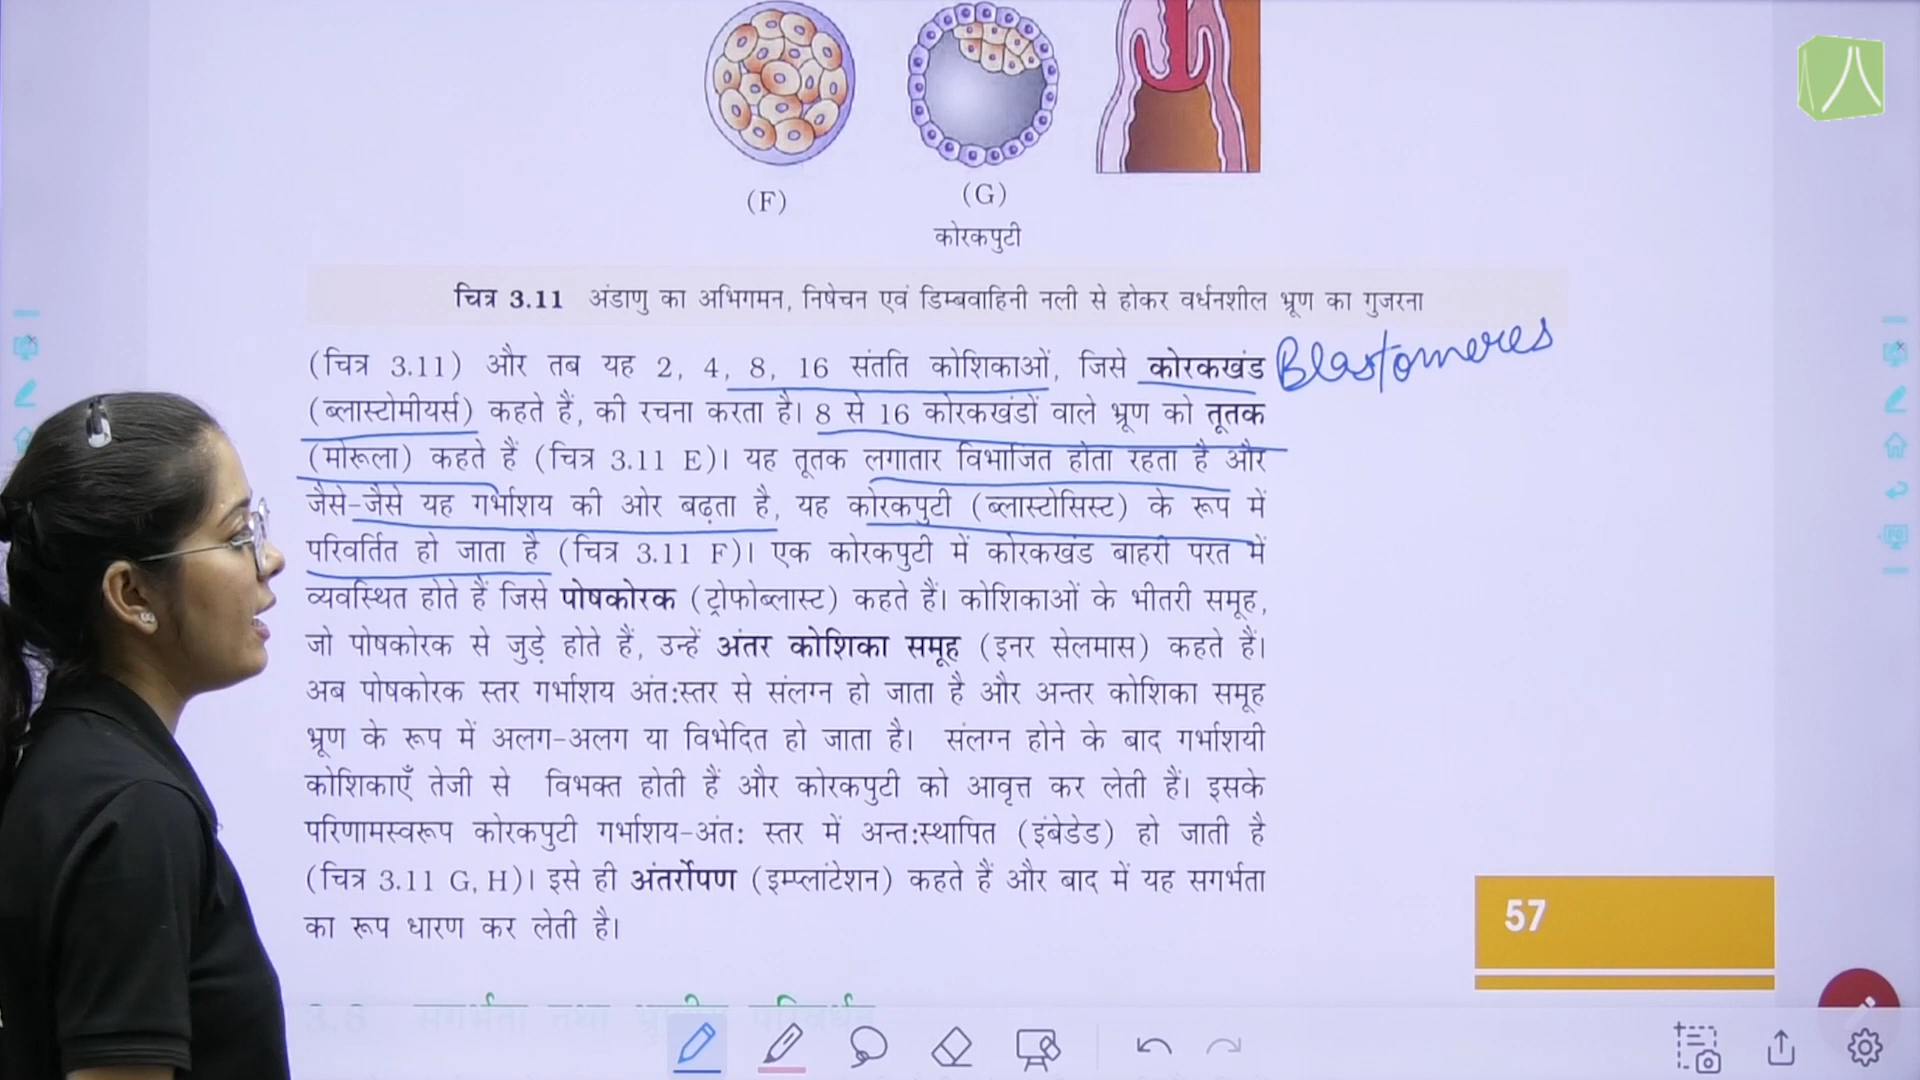 (F)
(G)
कोरकपुटी
चित्र 3.11 अंडाणु का अभिगमन, निषेचन एवं डिम्बवाहिनी नली से होकर वर्धनशील भ्रूण का गुजरना
(चित्र 3.11) और तब यह 2, 4, 8, 16 संतति कोशिकाओं, जिसे कोरकखंड Blastomeres
(ब्लास्टोमीयर्स) कहते हैं, की रचना करता है। 8 से 16 कोरकखंडों वाले भ्रूण को तूतक
(मोरूला) कहते हैं (चित्र 3.11 E)। यह तूतक लगातार विभाजित होता रहता है और
जैसे-जैसे यह गर्भाशय की ओर बढ़ता है, यह कोरकपुटी (ब्लास्टोसिस्ट) के रूप में
परिवर्तित हो जाता है (चित्र 3.11 F)। एक कोरकपुटी में कोरकखंड बाहरी परत में
व्यवस्थित होते हैं जिसे पोषकोरक (ट्रोफोब्लास्ट) कहते हैं। कोशिकाओं के भीतरी समूह,
जो पोषकोरक से जुड़े होते हैं, उन्हें अंतर कोशिका समूह (इनर सेलमास) कहते हैं।
अब पोषकोरक स्तर गर्भाशय अंत:स्तर से संलग्न हो जाता है और अन्तर कोशिका समूह
भ्रूण के रूप में अलग-अलग या विभेदित हो जाता है। संलग्न होने के बाद गर्भाशयी
कोशिकाएँ तेजी से विभक्त होती हैं और कोरकपुटी को आवृत्त कर लेती हैं। इसके
परिणामस्वरूप कोरकपुटी गर्भाशय-अंत: स्तर में अन्त:स्थापित (इंबेडेड) हो जाती है
(चित्र 3.11 G, H)। इसे ही अंतर्रोपण (इम्प्लांटेशन) कहते हैं और बाद में यह सगर्भता
का रूप धारण कर लेती है।
57